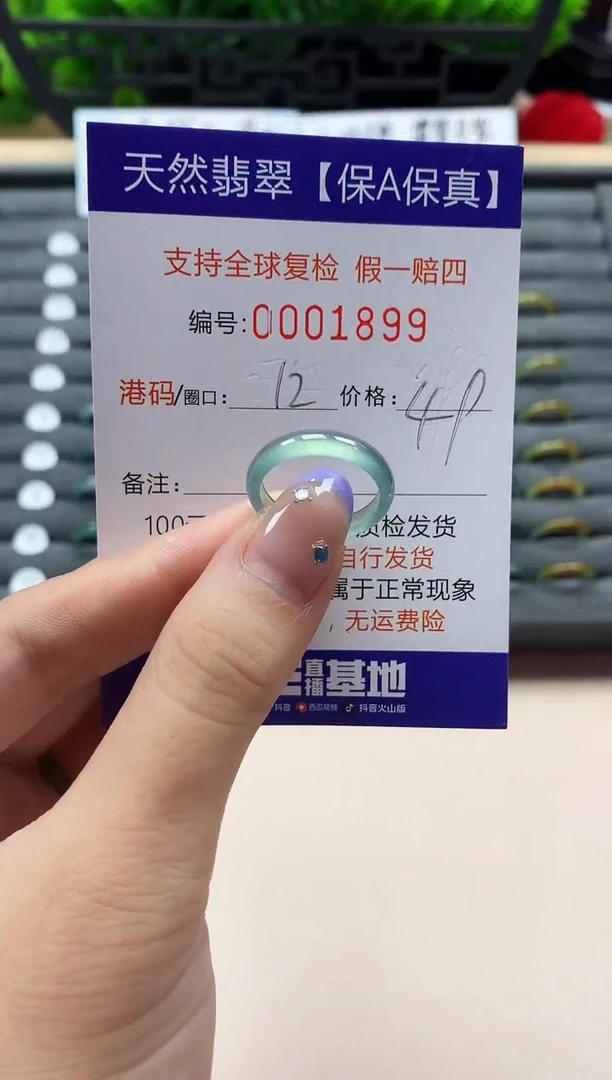 天然翡翠【保A保真】
支持全球复检 假一赔四
编号:0001899
港码/圈口: 12 价格:
备注:
100 质检发货
自行发货
属于正常现象
,无运费险
直播基地
抖音 西瓜视频 抖音火山版